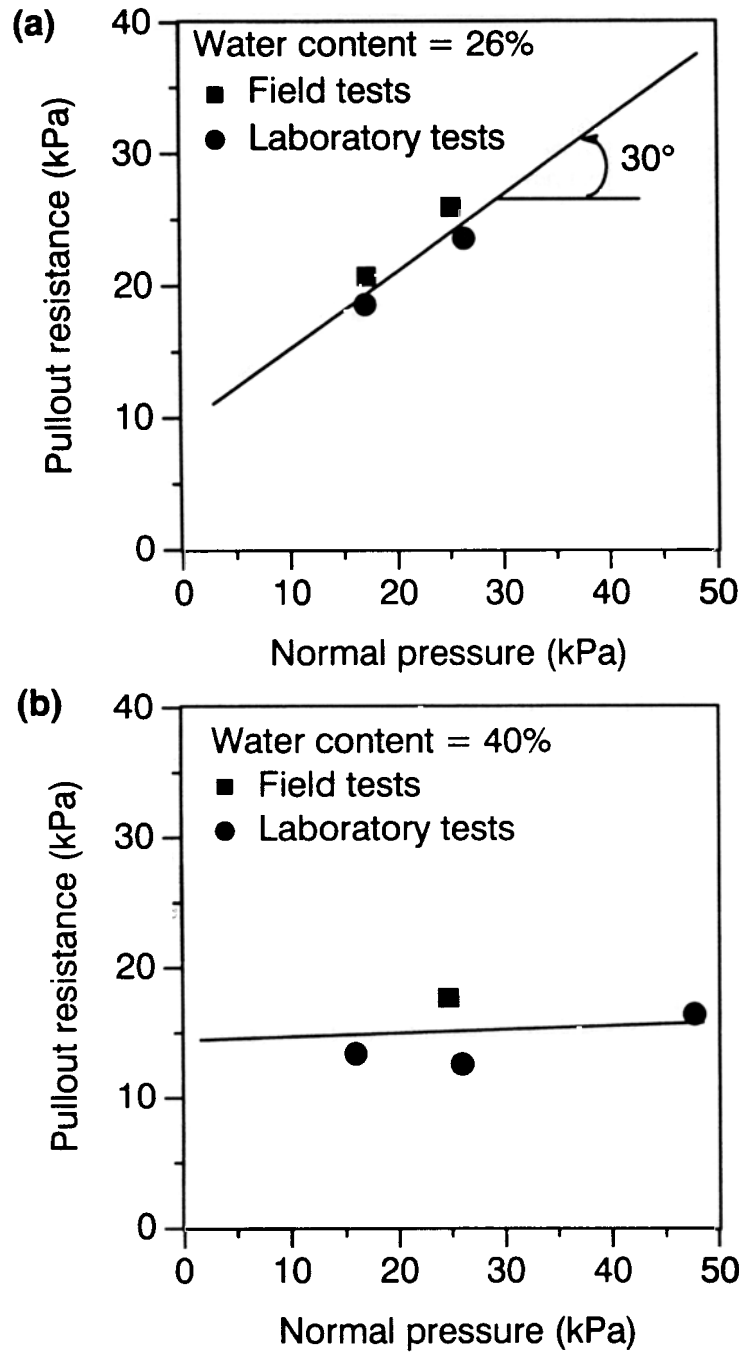 (a)
40
30
20
10
0
Pullout resistance (kPa)
Water content = 26%
Field tests
Laboratory tests
30°
0 10 20 30 40 50
Normal pressure (kPa)
(b)
40
30
20
10
0
Pullout resistance (kPa)
Water content = 40%
Field tests
Laboratory tests
0 10 20 30 40 50
Normal pressure (kPa)